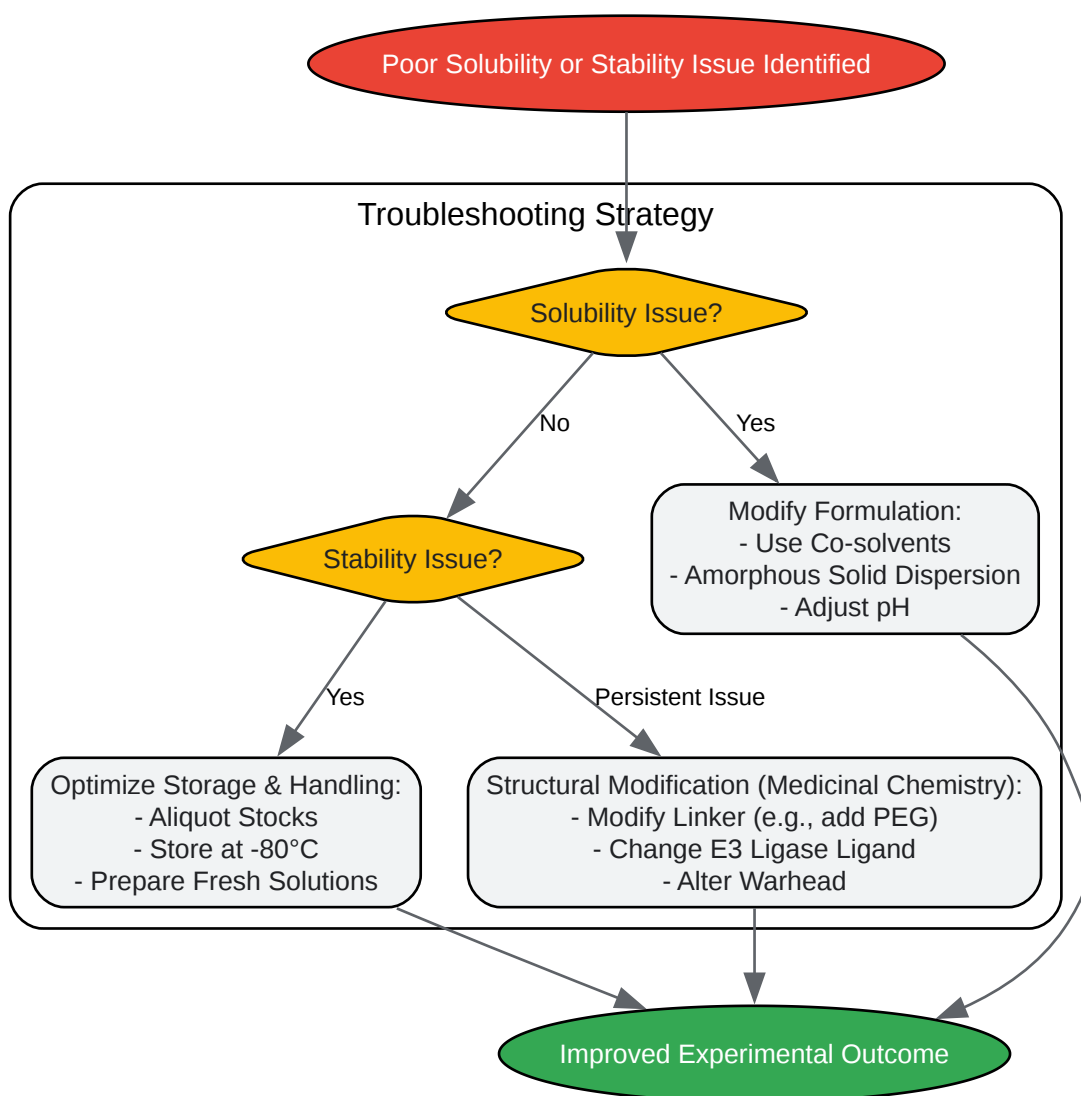 Poor Solubility or Stability Issue Identified
Troubleshooting Strategy
Solubility Issue?
No
Yes
Modify Formulation:
- Use Co-solvents
- Amorphous Solid Dispersion
- Adjust pH
Stability Issue?
Yes
Persistent Issue
Optimize Storage & Handling:
- Aliquot Stocks
- Store at -80°C
- Prepare Fresh Solutions
Structural Modification (Medicinal Chemistry):
- Modify Linker (e.g., add PEG)
- Change E3 Ligase Ligand
- Alter Warhead
Improved Experimental Outcome